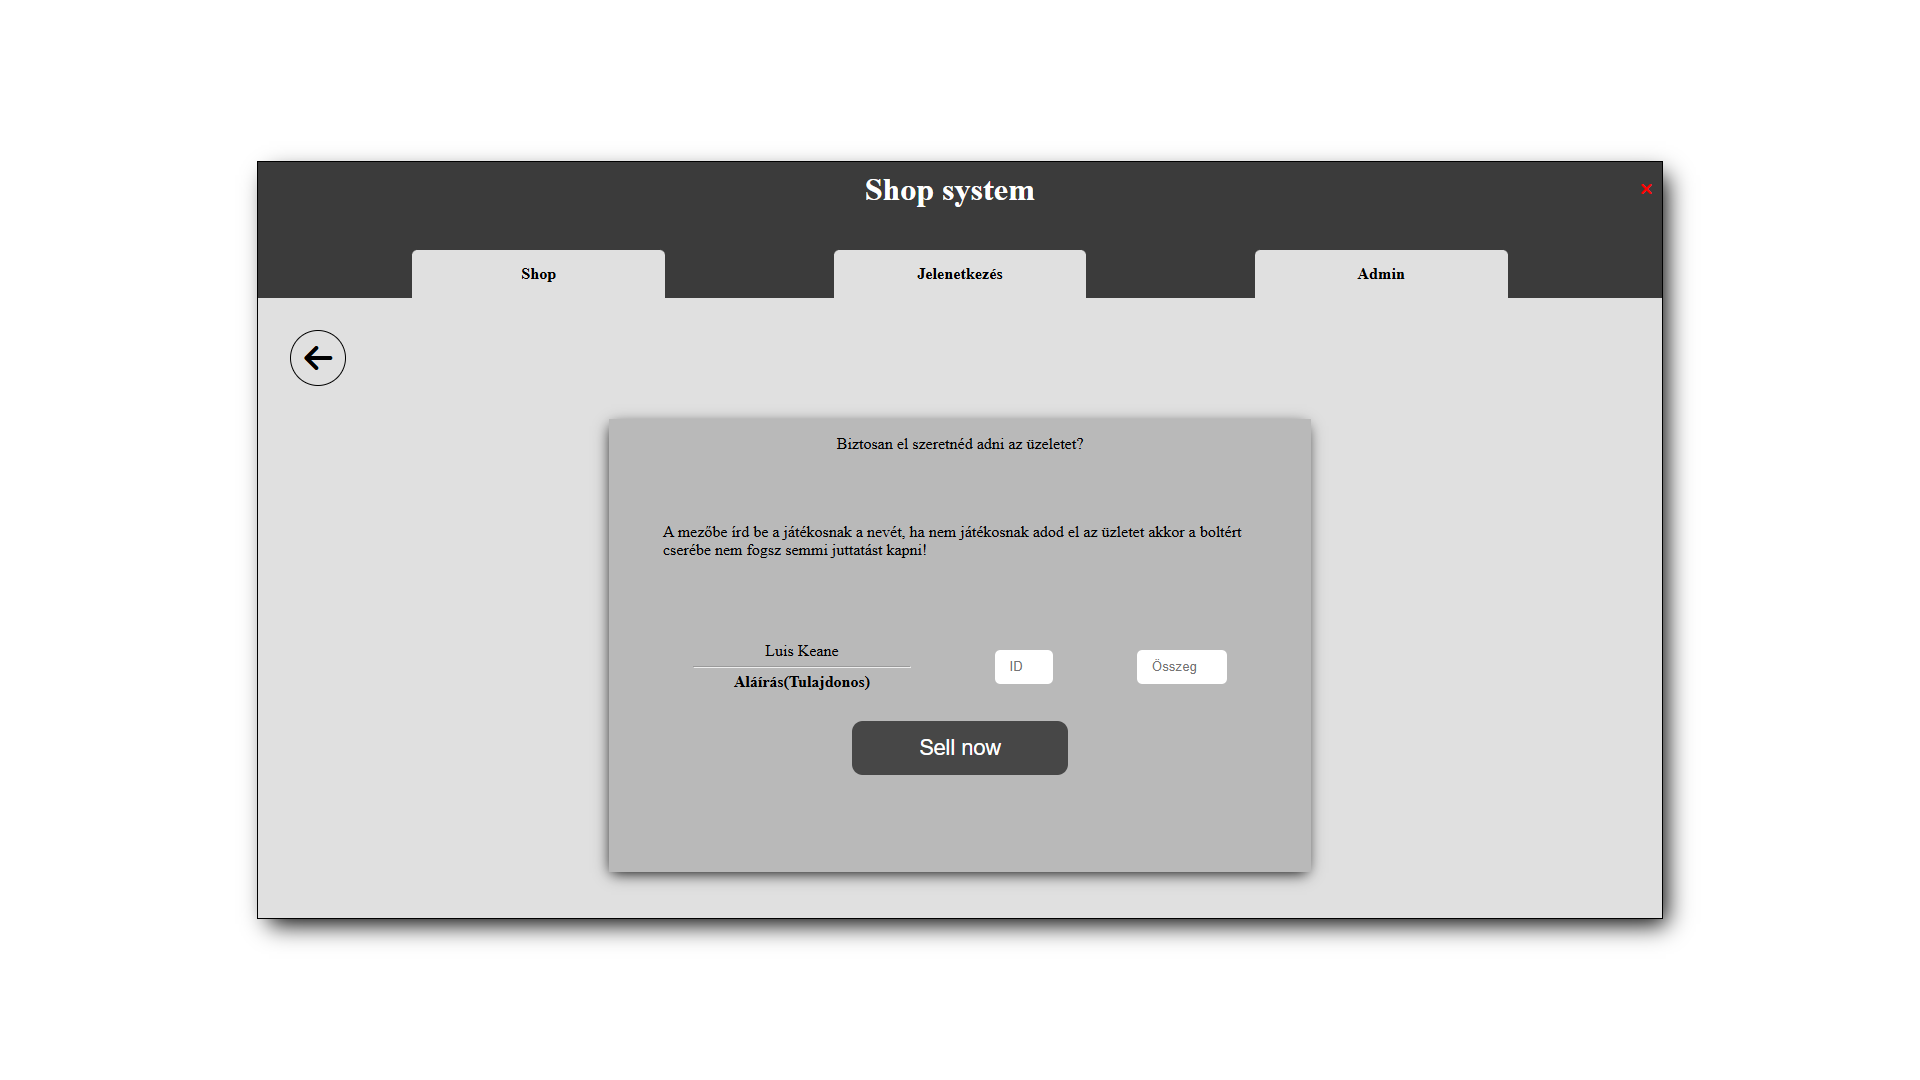 Shop system
×
Shop
Jelenetkezés
Admin
Biztosan el szeretnéd adni az üzeletet?
A mezőbe írd be a játékosnak a nevét, ha nem játékosnak adod el az üzletet akkor a boltért
cserébe nem fogsz semmi juttatást kapni!
Luis Keane
Aláírás(Tulajdonos)
ID
Összeg
Sell now